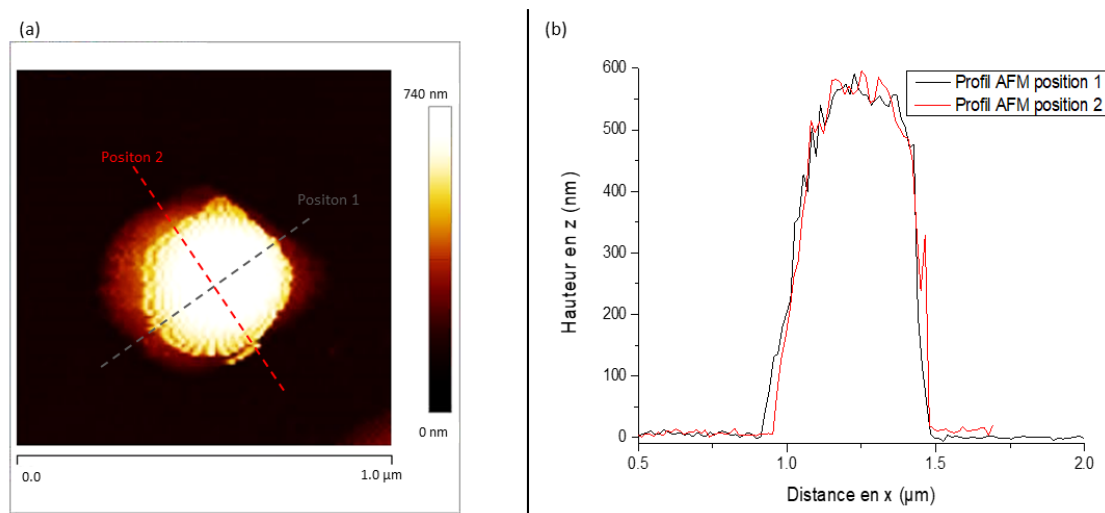 (a)
740 nm
Positon 2
Positon 1
0 nm
0.0
1.0 µm
(b)
Profil AFM position 1
Profil AFM position 2
600
500
400
300
200
100
0
Hauteur en z (nm)
0.5
1.0
1.5
2.0
Distance en x (µm)